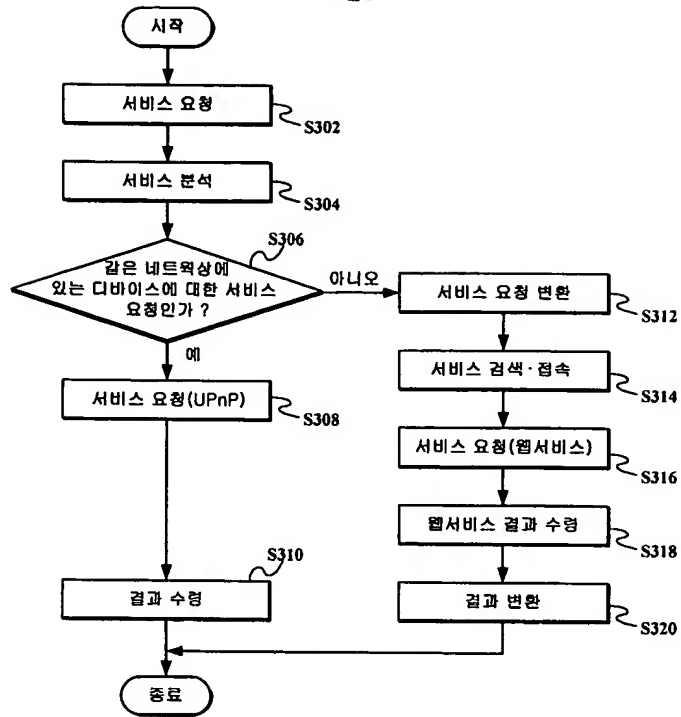 시작
서비스 요청
S302
서비스 분석
S304
S306
같은 네트웍상에
있는 디바이스에 대한 서비스
요청인가 ?
아니오
예
서비스 요청(UPnP)
S308
S310
결과 수령
서비스 요청 변환
S312
서비스 검색·접속
S314
서비스 요청(웹서비스)
S316
웹서비스 결과 수령
S318
결과 변환
S320
종료